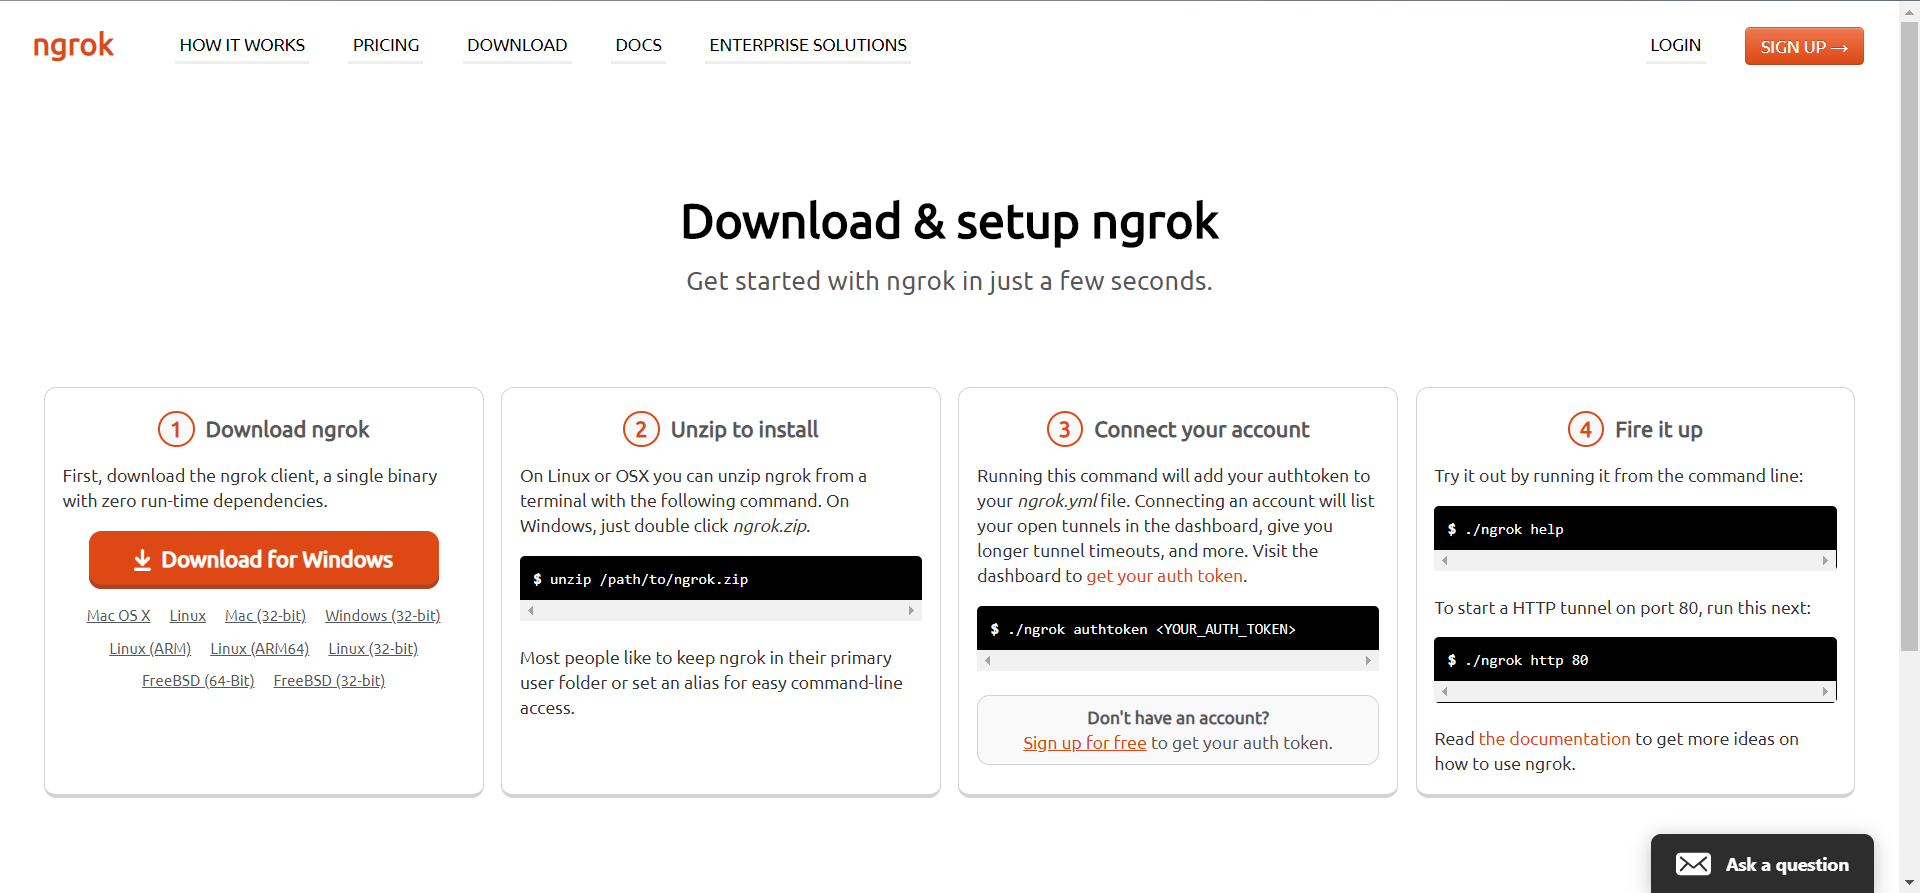 ngrok
HOW IT WORKS
PRICING
DOWNLOAD
DOCS
ENTERPRISE SOLUTIONS
LOGIN
SIGN UP →
Download & setup ngrok
Get started with ngrok in just a few seconds.
1 Download ngrok
First, download the ngrok client, a single binary
with zero run-time dependencies.
Download for Windows
Mac OS X Linux Mac (32-bit) Windows (32-bit)
Linux (ARM) Linux (ARM64) Linux (32-bit)
FreeBSD (64-Bit) FreeBSD (32-bit)
2 Unzip to install
On Linux or OSX you can unzip ngrok from a
terminal with the following command. On
Windows, just double click ngrok.zip.
$ unzip /path/to/ngrok.zip
Most people like to keep ngrok in their primary
user folder or set an alias for easy command-line
access.
3 Connect your account
Running this command will add your authtoken to
your ngrok.yml file. Connecting an account will list
your open tunnels in the dashboard, give you
longer tunnel timeouts, and more. Visit the
dashboard to get your auth token.
$ ./ngrok authtoken <YOUR_AUTH_TOKEN>
Don't have an account?
Sign up for free to get your auth token.
4 Fire it up
Try it out by running it from the command line:
$ ./ngrok help
To start a HTTP tunnel on port 80, run this next:
$ ./ngrok http 80
Read the documentation to get more ideas on
how to use ngrok.
Ask a question